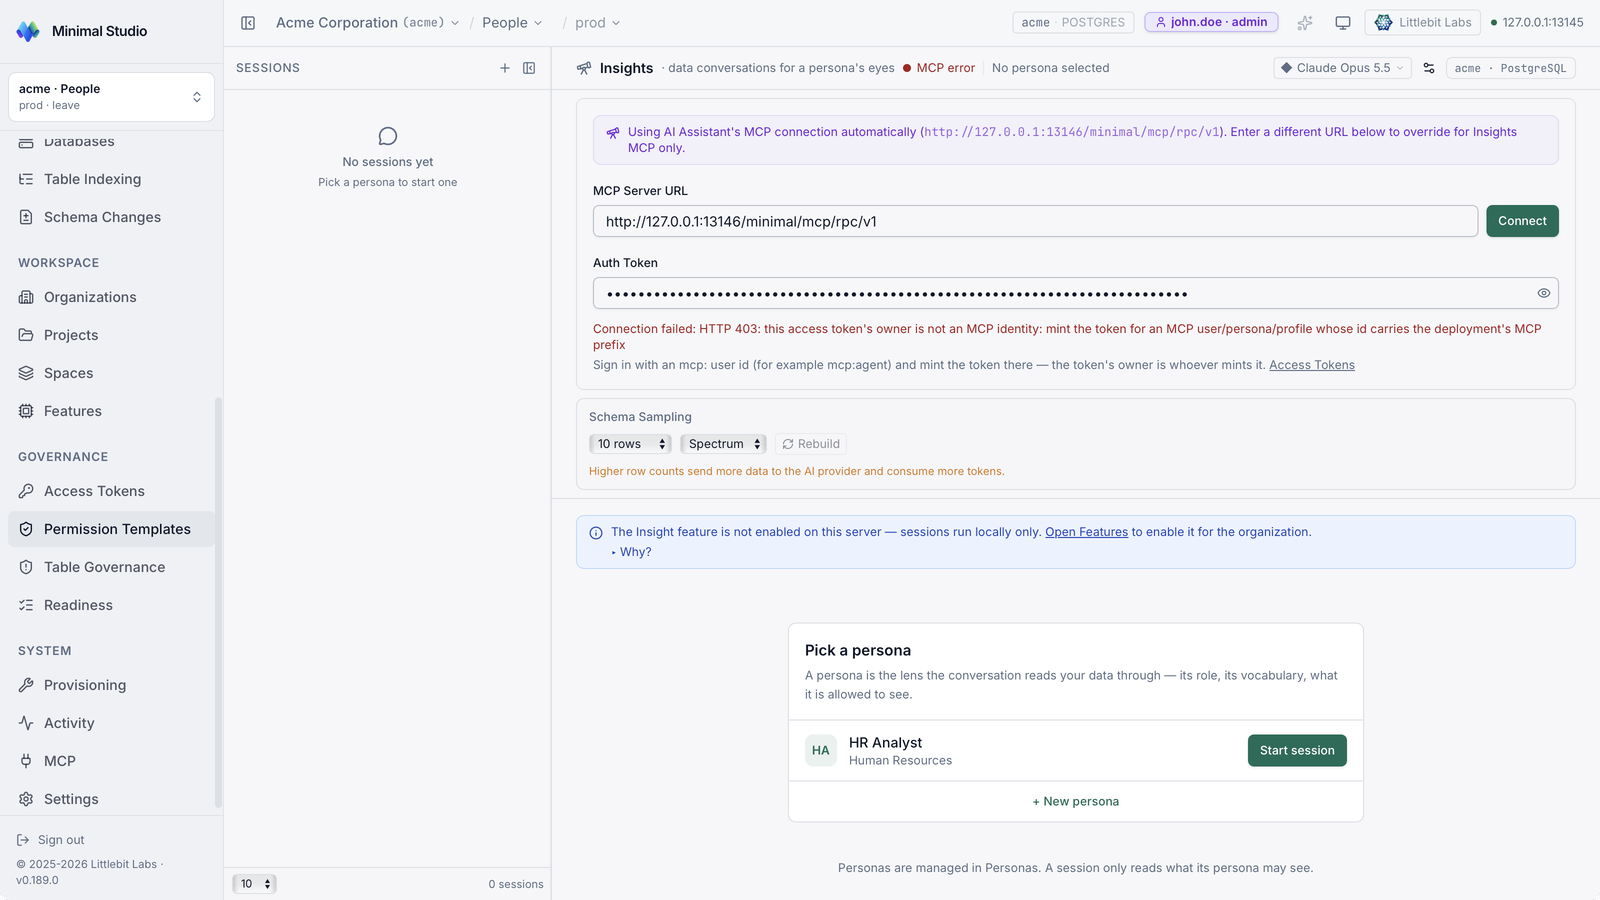 Minimal Studio
acme · People
prod · leave
Databases
Table Indexing
Schema Changes
WORKSPACE
Organizations
Projects
Spaces
Features
GOVERNANCE
Access Tokens
Permission Templates
Table Governance
Readiness
SYSTEM
Provisioning
Activity
MCP
Settings
Sign out
© 2025-2026 Littlebit Labs ·
v0.189.0
Acme Corporation (acme) / People / prod
acme · POSTGRES
john.doe · admin
Littlebit Labs
127.0.0.1:13145
SESSIONS
No sessions yet
Pick a persona to start one
10
0 sessions
Insights · data conversations for a persona's eyes
MCP error
No persona selected
Claude Opus 5.5
acme · PostgreSQL
Using AI Assistant's MCP connection automatically (http://127.0.0.1:13146/minimal/mcp/rpc/v1). Enter a different URL below to override for Insights
MCP only.
MCP Server URL
http://127.0.0.1:13146/minimal/mcp/rpc/v1
Connect
Auth Token
Connection failed: HTTP 403: this access token's owner is not an MCP identity: mint the token for an MCP user/persona/profile whose id carries the deployment's MCP
prefix
Sign in with an mcp: user id (for example mcp:agent) and mint the token there — the token's owner is whoever mints it. Access Tokens
Schema Sampling
10 rows
Spectrum
Rebuild
Higher row counts send more data to the AI provider and consume more tokens.
The Insight feature is not enabled on this server — sessions run locally only. Open Features to enable it for the organization.
Why?
Pick a persona
A persona is the lens the conversation reads your data through — its role, its vocabulary, what
it is allowed to see.
HA
HR Analyst
Human Resources
Start session
+ New persona
Personas are managed in Personas. A session only reads what its persona may see.